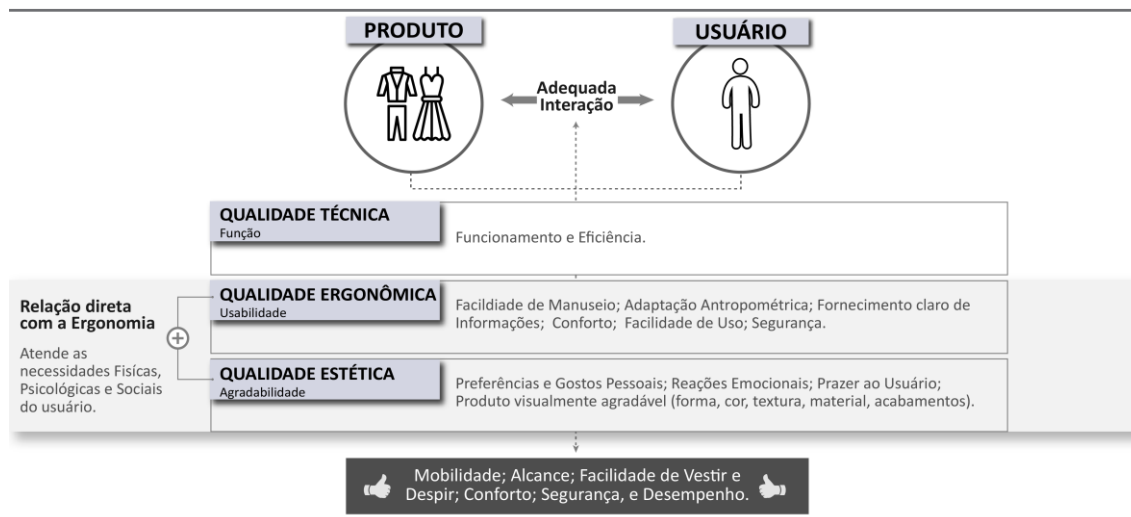 PRODUTO
USUÁRIO
Adequada
Interação
QUALIDADE TÉCNICA
Função
Funcionamento e Eficiência.
Relação direta
com a Ergonomia
Atende as
necessidades Fisícas,
Psicológicas e Sociais
do usuário.
QUALIDADE ERGONÔMICA
Usabilidade
Facildiade de Manuseio; Adaptação Antropométrica; Fornecimento claro de
Informações; Conforto; Facilidade de Uso; Segurança.
QUALIDADE ESTÉTICA
Agradabilidade
Preferências e Gostos Pessoais; Reações Emocionais; Prazer ao Usuário;
Produto visualmente agradável (forma, cor, textura, material, acabamentos).
Mobilidade; Alcance; Facilidade de Vestir e
Despir; Conforto; Segurança, e Desempenho.